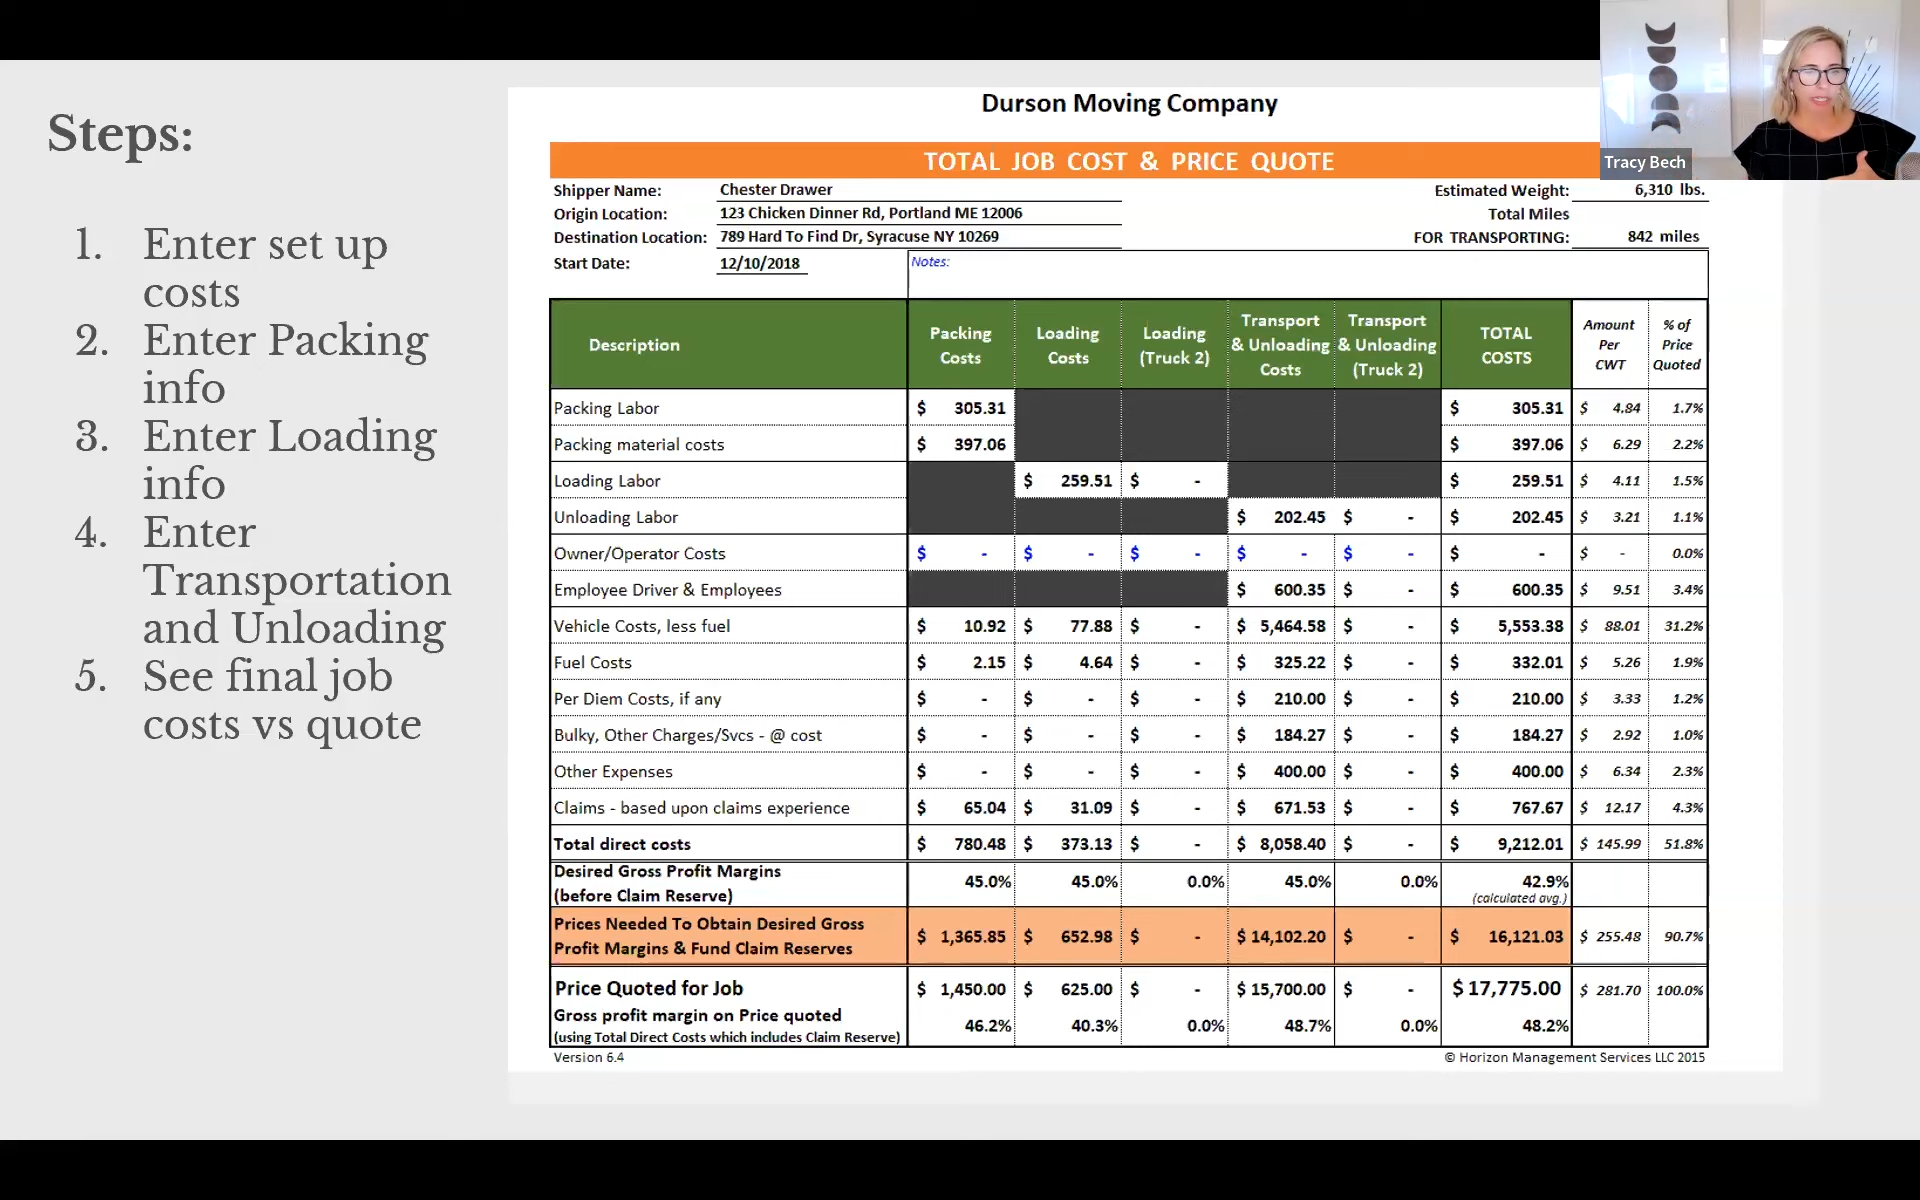 Steps:
1. Enter set up
costs
2. Enter Packing
info
3. Enter Loading
info
4. Enter
Transportation
and Unloading
5. See final job
costs vs quote
Durson Moving Company
TOTAL JOB COST & PRICE QUOTE
Tracy Bech
Shipper Name: Chester Drawer Estimated Weight: 6,310 lbs.
Origin Location: 123 Chicken Dinner Rd, Portland ME 12006 Total Miles
Destination Location: 789 Hard To Find Dr, Syracuse NY 10269 FOR TRANSPORTING: 842 miles
Start Date: 12/10/2018 Notes:
Description Packing Costs Loading Costs Loading (Truck 2) Transport & Unloading Costs Transport & Unloading (Truck 2) TOTAL COSTS Amount Per CWT % of Price Quoted
Packing Labor $ 305.31 $ 305.31 $ 4.84 1.7%
Packing material costs $ 397.06 $ 397.06 $ 6.29 2.2%
Loading Labor $ 259.51 $ - $ 259.51 $ 4.11 1.5%
Unloading Labor $ 202.45 $ - $ 202.45 $ 3.21 1.1%
Owner/Operator Costs $ - $ - $ - $ - $ - $ - $ - 0.0%
Employee Driver & Employees $ 600.35 $ - $ 600.35 $ 9.51 3.4%
Vehicle Costs, less fuel $ 10.92 $ 77.88 $ - $ 5,464.58 $ - $ 5,553.38 $ 88.01 31.2%
Fuel Costs $ 2.15 $ 4.64 $ - $ 325.22 $ - $ 332.01 $ 5.26 1.9%
Per Diem Costs, if any $ - $ - $ - $ 210.00 $ - $ 210.00 $ 3.33 1.2%
Bulky, Other Charges/Svcs - @ cost $ - $ - $ - $ 184.27 $ - $ 184.27 $ 2.92 1.0%
Other Expenses $ - $ - $ - $ 400.00 $ - $ 400.00 $ 6.34 2.3%
Claims - based upon claims experience $ 65.04 $ 31.09 $ - $ 671.53 $ - $ 767.67 $ 12.17 4.3%
Total direct costs $ 780.48 $ 373.13 $ - $ 8,058.40 $ - $ 9,212.01 $ 145.99 51.8%
Desired Gross Profit Margins
(before Claim Reserve) 45.0% 45.0% 0.0% 45.0% 0.0% 42.9%
(calculated avg.)
Prices Needed To Obtain Desired Gross
Profit Margins & Fund Claim Reserves $ 1,365.85 $ 652.98 $ - $ 14,102.20 $ - $ 16,121.03 $ 255.48 90.7%
Price Quoted for Job $ 1,450.00 $ 625.00 $ - $ 15,700.00 $ - $ 17,775.00 $ 281.70 100.0%
Gross profit margin on Price quoted 46.2% 40.3% 0.0% 48.7% 0.0% 48.2%
(using Total Direct Costs which includes Claim Reserve)
Version 6.4 © Horizon Management Services LLC 2015